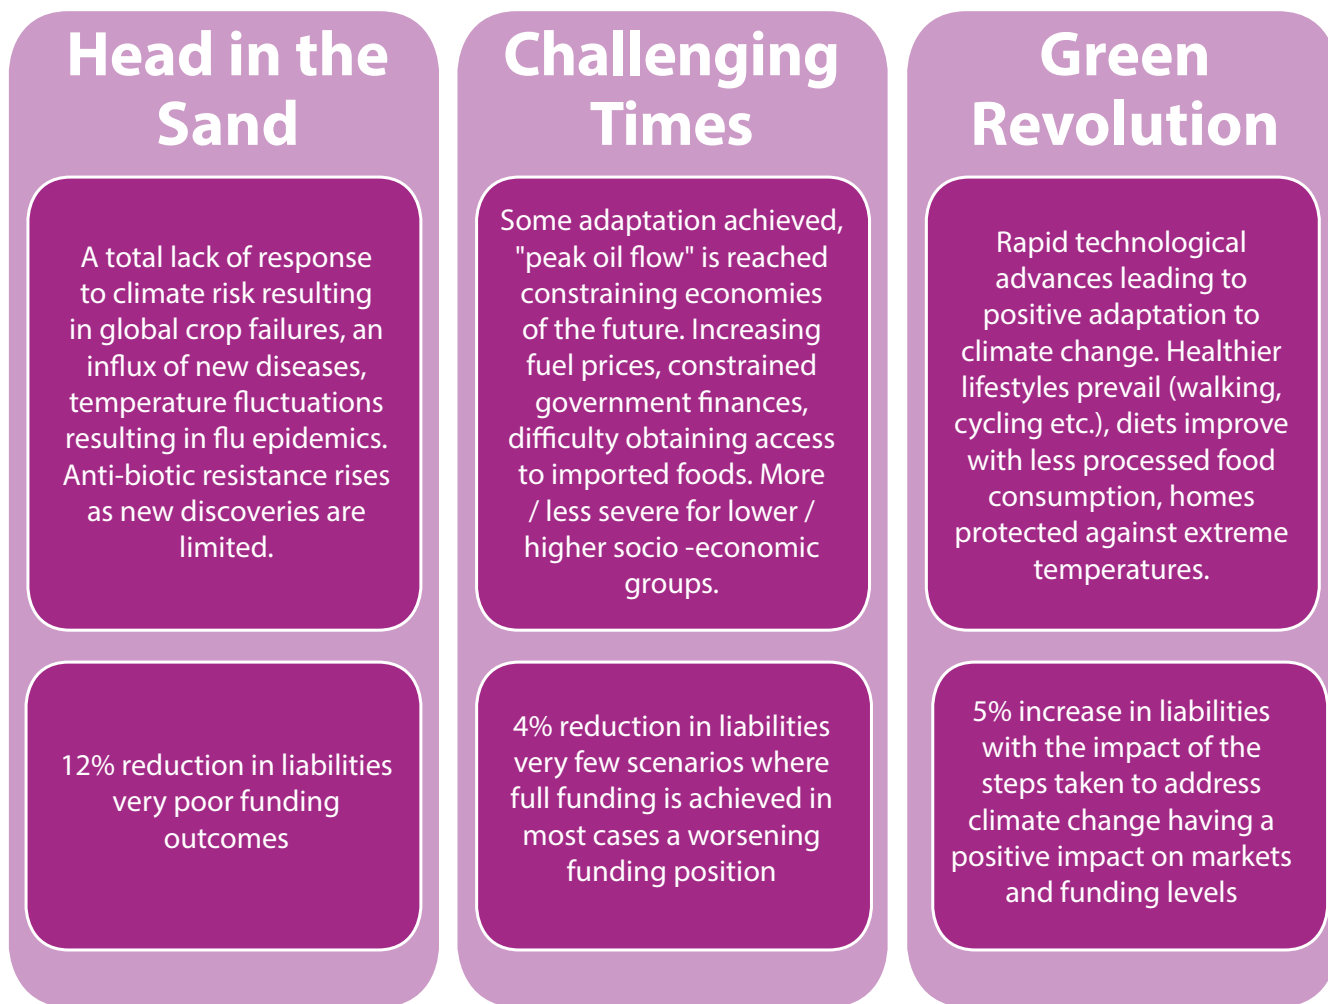 Head in the
Sand
A total lack of response
to climate risk resulting
in global crop failures, an
influx of new diseases,
temperature fluctuations
resulting in flu epidemics.
Anti-biotic resistance rises
as new discoveries are
limited.
12% reduction in liabilities
very poor funding
outcomes
Challenging
Times
Some adaptation achieved,
"peak oil flow" is reached
constraining economies
of the future. Increasing
fuel prices, constrained
government finances,
difficulty obtaining access
to imported foods. More
/ less severe for lower /
higher socio -economic
groups.
4% reduction in liabilities
very few scenarios where
full funding is achieved in
most cases a worsening
funding position
Green
Revolution
Rapid technological
advances leading to
positive adaptation to
climate change. Healthier
lifestyles prevail (walking,
cycling etc.), diets improve
with less processed food
consumption, homes
protected against extreme
temperatures.
5% increase in liabilities
with the impact of the
steps taken to address
climate change having a
positive impact on markets
and funding levels